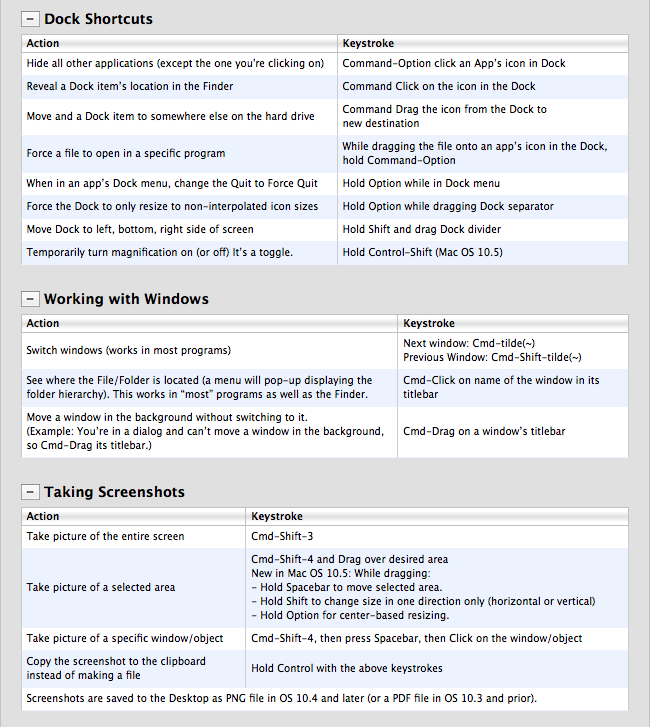 Dock Shortcuts
Action Keystroke
Hide all other applications (except the one you're clicking on) Command-Option click an App's icon in Dock
Reveal a Dock item's location in the Finder Command Click on the icon in the Dock
Move and a Dock item to somewhere else on the hard drive Command Drag the icon from the Dock to
new destination
Force a file to open in a specific program While dragging the file onto an app's icon in the Dock,
hold Command-Option
When in an app's Dock menu, change the Quit to Force Quit Hold Option while in Dock menu
Force the Dock to only resize to non-interpolated icon sizes Hold Option while dragging Dock separator
Move Dock to left, bottom, right side of screen Hold Shift and drag Dock divider
Temporarily turn magnification on (or off) It's a toggle. Hold Control-Shift (Mac OS 10.5)
Working with Windows
Action Keystroke
Switch windows (works in most programs) Next window: Cmd-tilde(~)
Previous Window: Cmd-Shift-tilde(~)
See where the File/Folder is located (a menu will pop-up displaying the
folder hierarchy). This works in “most” programs as well as the Finder.
Cmd-Click on name of the window in its
titlebar
Move a window in the background without switching to it.
(Example: You're in a dialog and can't move a window in the background,
so Cmd-Drag its titlebar.)
Cmd-Drag on a window's titlebar
Taking Screenshots
Action Keystroke
Take picture of the entire screen Cmd-Shift-3
Take picture of a selected area
Cmd-Shift-4 and Drag over desired area
New in Mac OS 10.5: While dragging:
- Hold Spacebar to move selected area.
- Hold Shift to change size in one direction only (horizontal or vertical)
- Hold Option for center-based resizing.
Take picture of a specific window/object Cmd-Shift-4, then press Spacebar, then Click on the window/object
Copy the screenshot to the clipboard
instead of making a file
Hold Control with the above keystrokes
Screenshots are saved to the Desktop as PNG file in OS 10.4 and later (or a PDF file in OS 10.3 and prior).